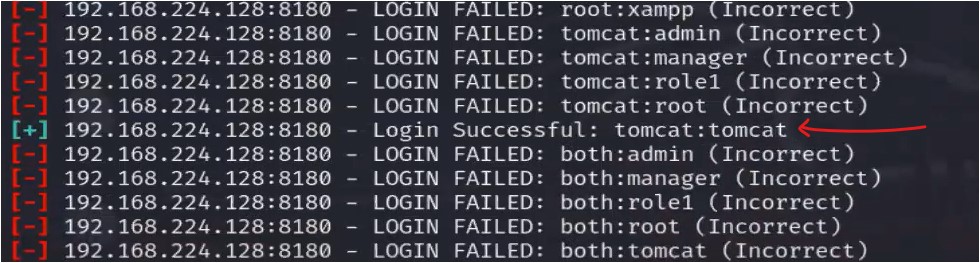 [-] 192.168.224.128:8180 - LOGIN FAILED: root:xampp (Incorrect)
[-] 192.168.224.128:8180 - LOGIN FAILED: tomcat:admin (Incorrect)
[-] 192.168.224.128:8180 - LOGIN FAILED: tomcat:manager (Incorrect)
[-] 192.168.224.128:8180 - LOGIN FAILED: tomcat:role1 (Incorrect)
[-] 192.168.224.128:8180 - LOGIN FAILED: tomcat:root (Incorrect)
[+] 192.168.224.128:8180 - Login Successful: tomcat:tomcat
[-] 192.168.224.128:8180 - LOGIN FAILED: both:admin (Incorrect)
[-] 192.168.224.128:8180 - LOGIN FAILED: both:manager (Incorrect)
[-] 192.168.224.128:8180 - LOGIN FAILED: both:role1 (Incorrect)
[-] 192.168.224.128:8180 - LOGIN FAILED: both:root (Incorrect)
[-] 192.168.224.128:8180 - LOGIN FAILED: both:tomcat (Incorrect)